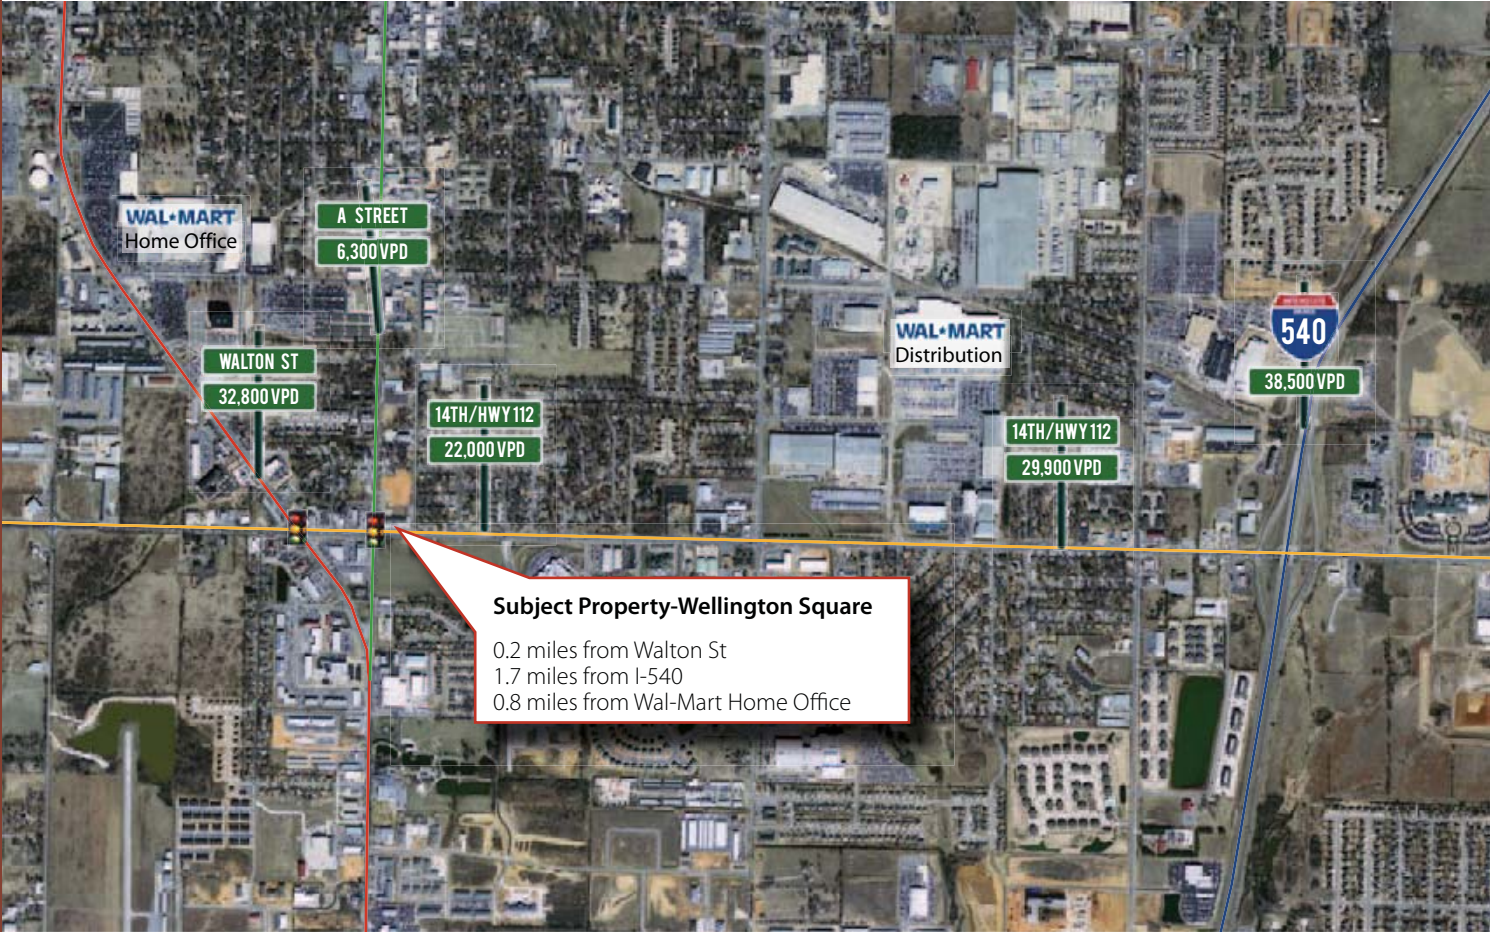 WAL★MART
Home Office
A STREET
6,300 VPD
WALTON ST
32,800 VPD
14TH/HWY 112
22,000 VPD
WAL★MART
Distribution
14TH/HWY 112
29,900 VPD
540
38,500 VPD
Subject Property-Wellington Square
0.2 miles from Walton St
1.7 miles from I-540
0.8 miles from Wal-Mart Home Office